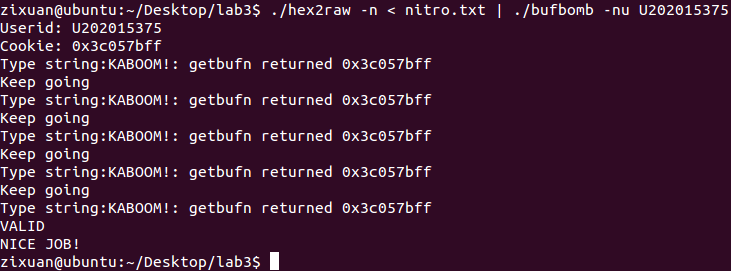 zixuan@ubuntu:~/Desktop/lab3$ ./hex2raw -n < nitro.txt | ./bufbomb -nu U202015375
Userid: U202015375
Cookie: 0x3c057bff
Type string:KABOOM!: getbufn returned 0x3c057bff
Keep going
Type string:KABOOM!: getbufn returned 0x3c057bff
Keep going
Type string:KABOOM!: getbufn returned 0x3c057bff
Keep going
Type string:KABOOM!: getbufn returned 0x3c057bff
Keep going
Type string:KABOOM!: getbufn returned 0x3c057bff
VALID
NICE JOB!
zixuan@ubuntu:~/Desktop/lab3$